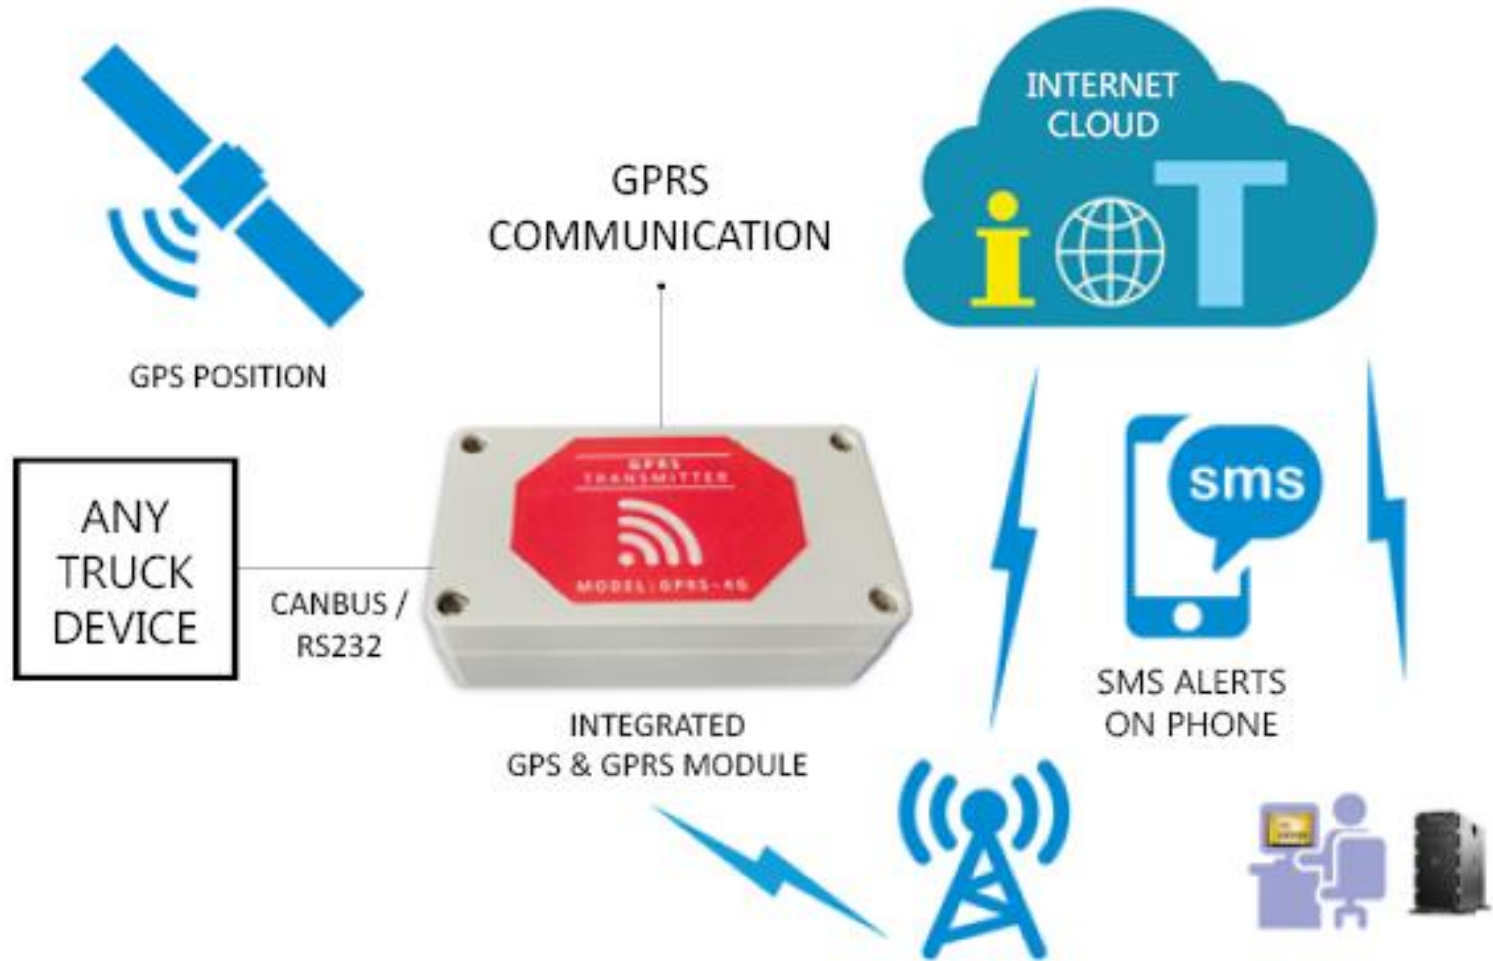 GPS POSITION
GPRS
COMMUNICATION
INTERNET
CLOUD
iOT
ANY
TRUCK
DEVICE
CANBUS /
RS232
GPRS
TRANSMITTER
MODEL:GPRS-4G
INTEGRATED
GPS & GPRS MODULE
sms
SMS ALERTS
ON PHONE